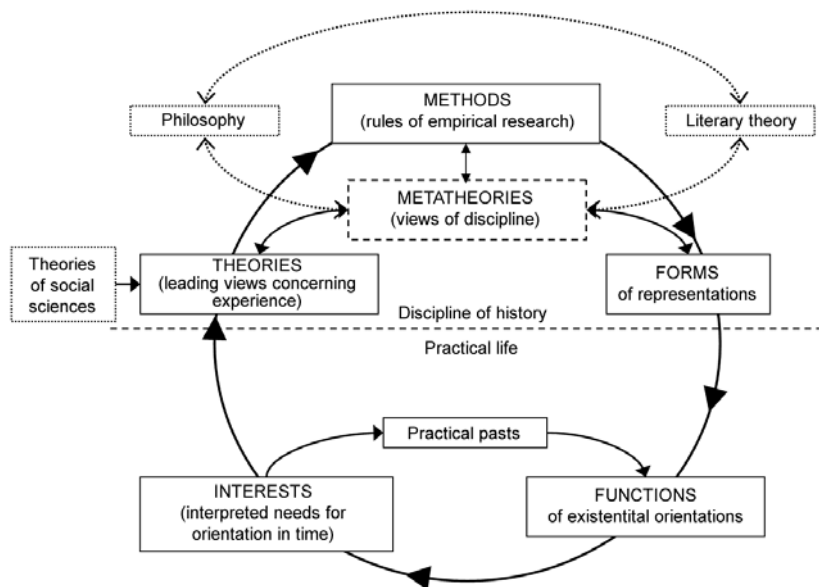 METHODS
(rules of empirical research)
Philosophy
Literary theory
METATHEORIES
(views of discipline)
Theories
of social
sciences
THEORIES
(leading views concerning
experience)
FORMS
of representations
Discipline of history
Practical life
Practical pasts
INTERESTS
(interpreted needs for
orientation in time)
FUNCTIONS
of existentital orientations